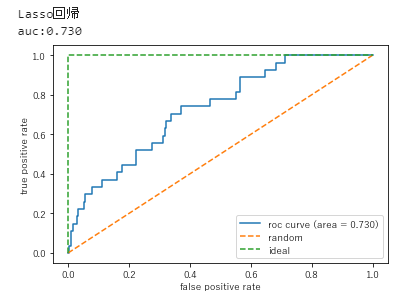 Lasso回帰
auc:0.730
1.0
0.8
0.6
0.4
0.2
0.0
true positive rate
0.0 0.2 0.4 0.6 0.8 1.0
false positive rate
roc curve (area = 0.730)
random
ideal